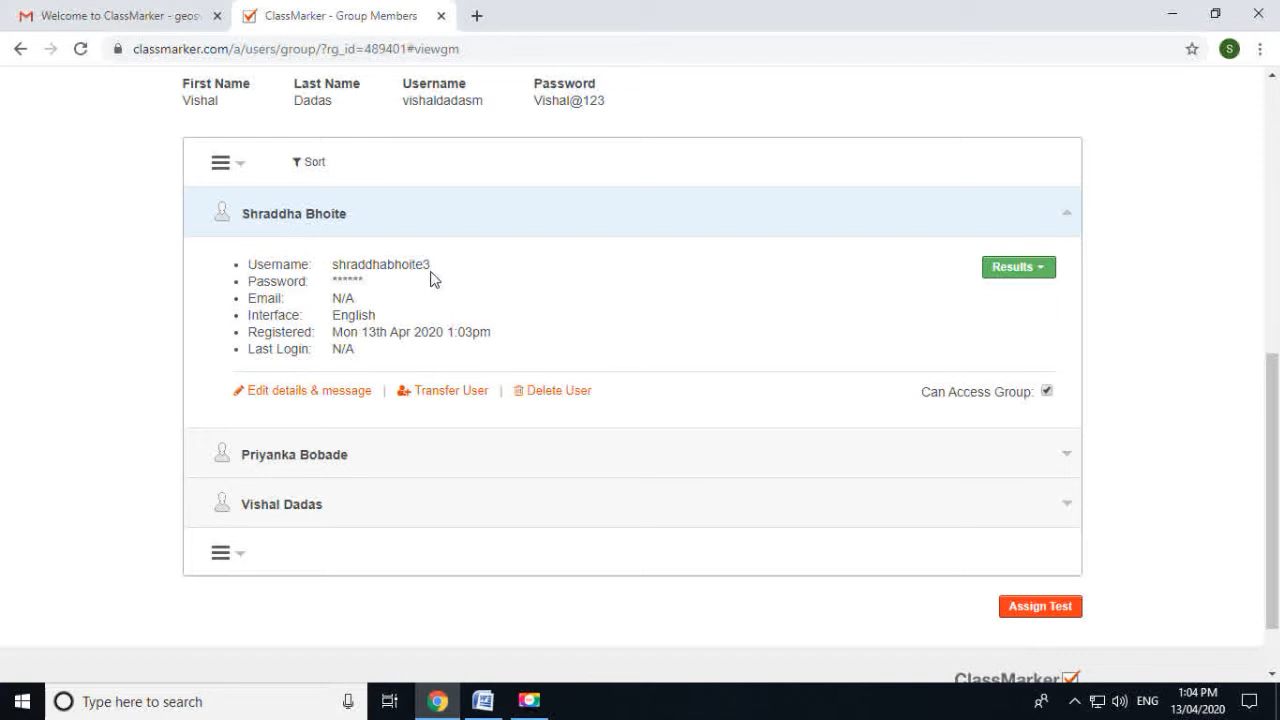 Welcome to ClassMarker - geos
ClassMarker - Group Members
classmarker.com/a/users/group/?rg_id=489401#viewgm
S
First Name Last Name Username Password
Vishal Dadas vishaldadasm Vishal@123
Sort
Shraddha Bhoite
Username: shraddhabhoite3
Results
Password: ******
Email: N/A
Interface: English
Registered: Mon 13th Apr 2020 1:03pm
Last Login: N/A
Edit details & message | Transfer User | Delete User Can Access Group:
Priyanka Bobade
Vishal Dadas
Assign Test
ClassMarker
Type here to search
ENG
1:04 PM
13/04/2020